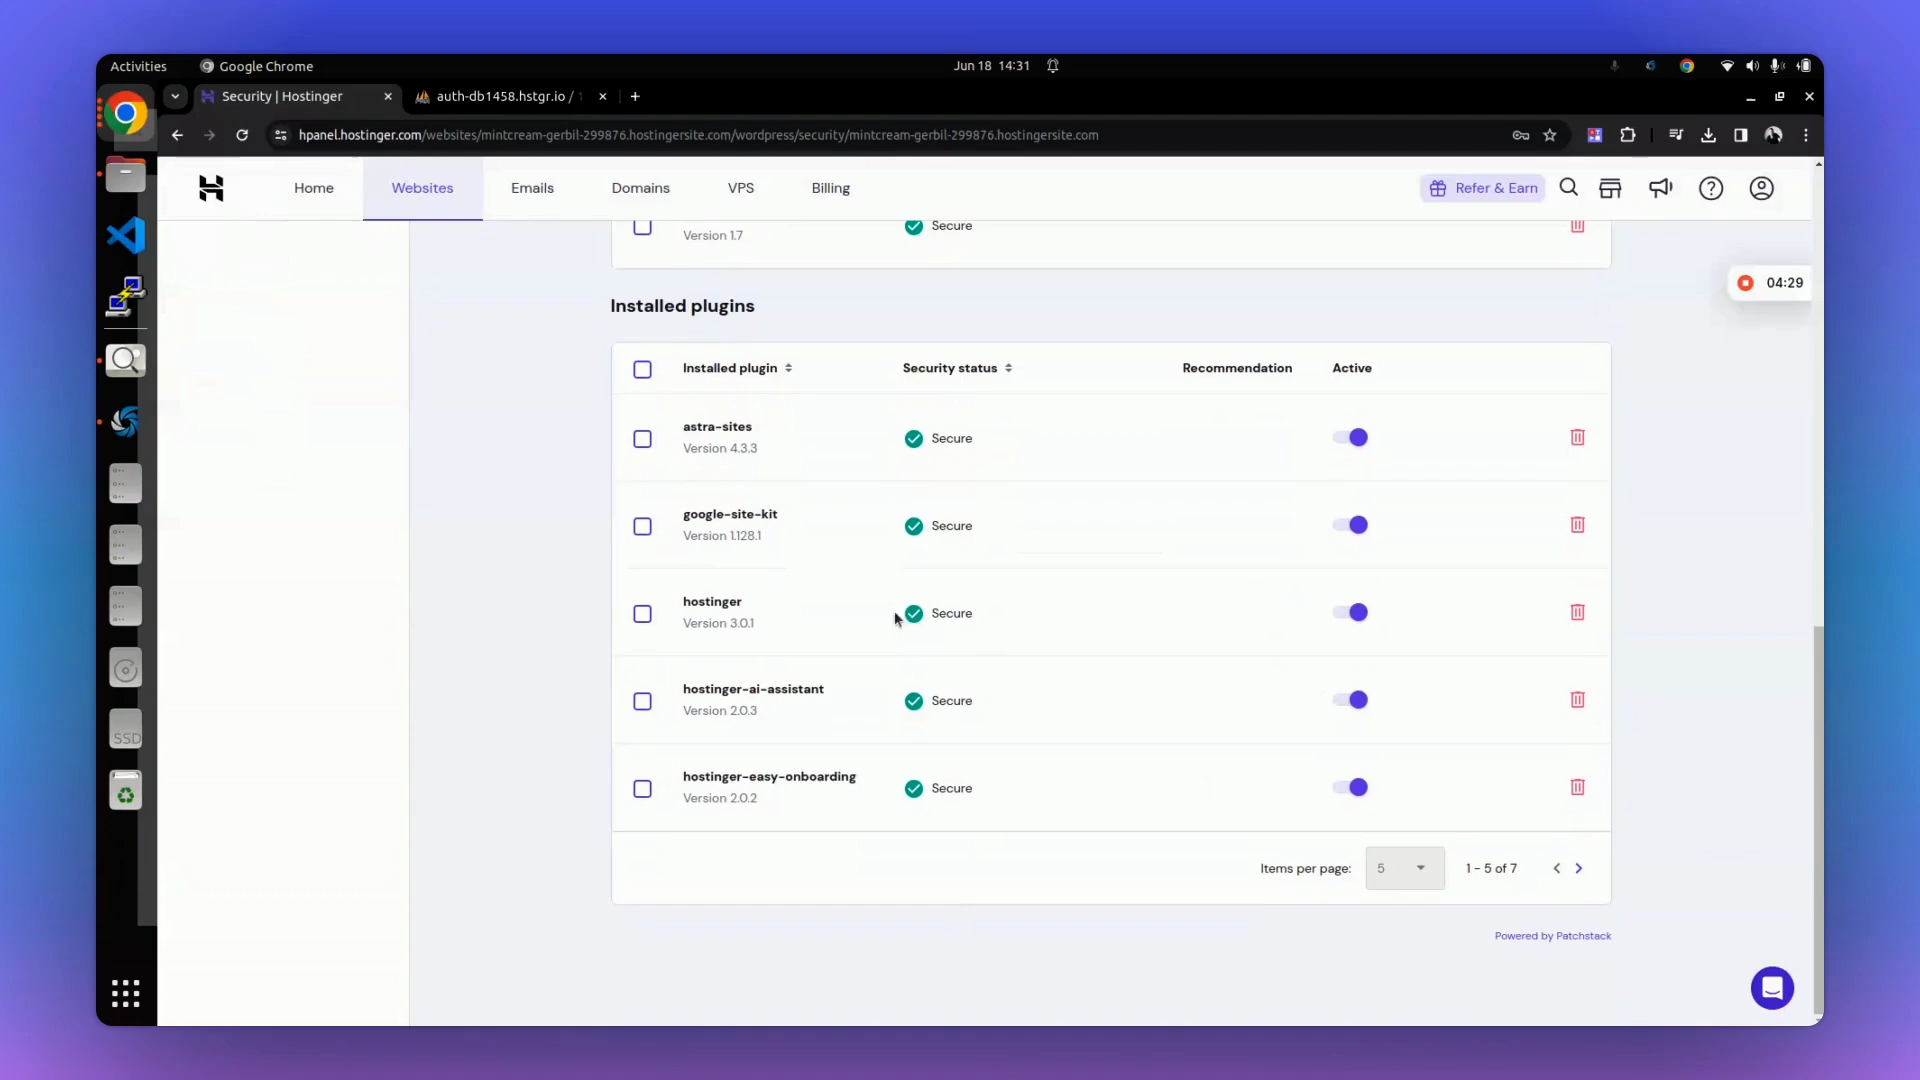 Activities
Google Chrome
Jun 18 14:31
Security | Hostinger
auth-db1458.hstgr.io /
hpanel.hostinger.com/websites/mintcream-gerbil-299876.hostingersite.com/wordpress/security/mintcream-gerbil-299876.hostingersite.com
Home
Websites
Emails
Domains
VPS
Billing
Refer & Earn
Version 1.7
Secure
04:29
Installed plugins
Installed plugin
Security status
Recommendation
Active
astra-sites
Version 4.3.3
Secure
google-site-kit
Version 1.128.1
Secure
hostinger
Version 3.0.1
Secure
hostinger-ai-assistant
Version 2.0.3
Secure
hostinger-easy-onboarding
Version 2.0.2
Secure
Items per page:
5
1 - 5 of 7
Powered by Patchstack
SSD